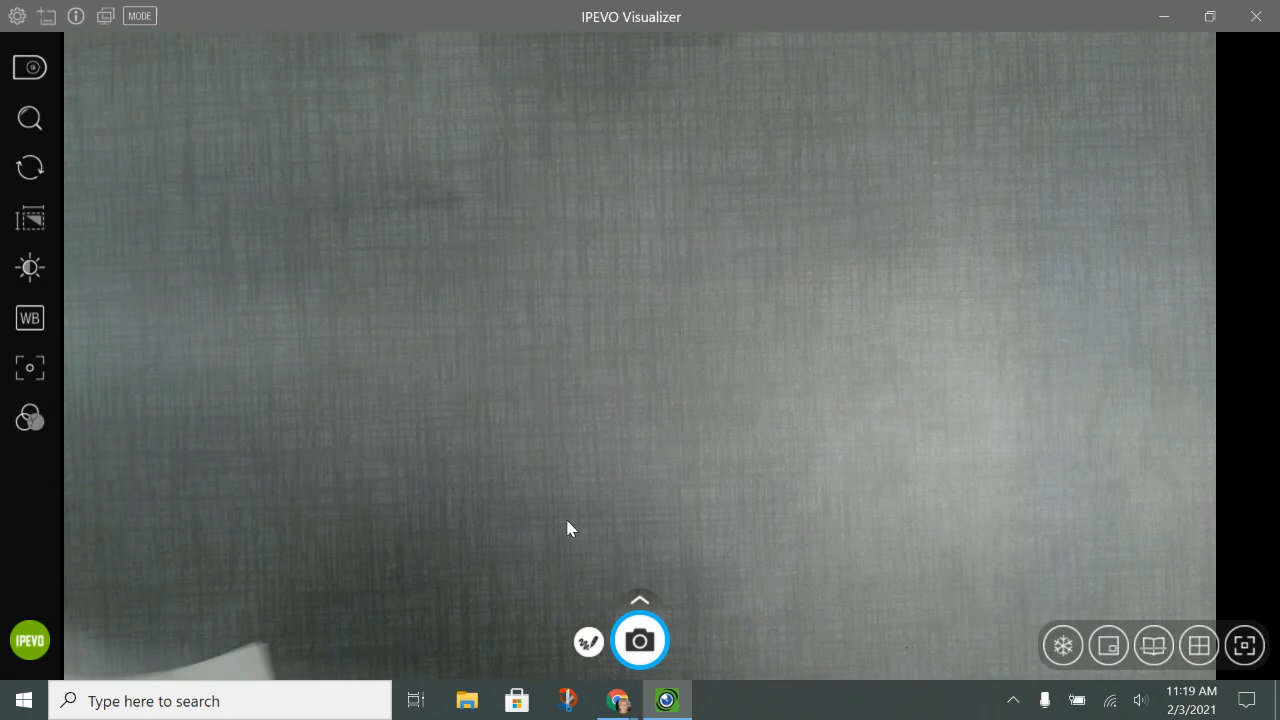 MODE
IPEVO Visualizer
WB
IPEVO
Type here to search
11:19 AM
2/3/2021